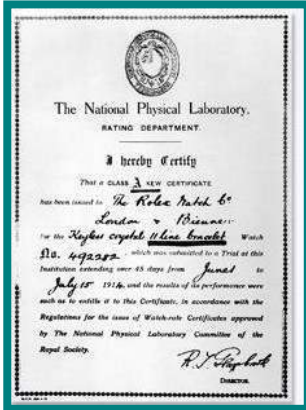 The National Physical Laboratory.
RATING DEPARTMENT.
I hereby Certify
That a CLASS A KEW CERTIFICATE
has been issued to The Rolex Watch Co
London & Bienne
for the Keyless crystal 11 line bracelet Watch
No. 492282, which was submitted to a Trial at this
Institution extending over 45 days from June 1 to
July 15 1914, and the results of its performance were
such as to entitle it to this Certificate, in accordance with the
Regulations for the issue of Watch-rate Certificates approved
by The National Physical Laboratory Committee of the
Royal Society.
DIRECTOR.